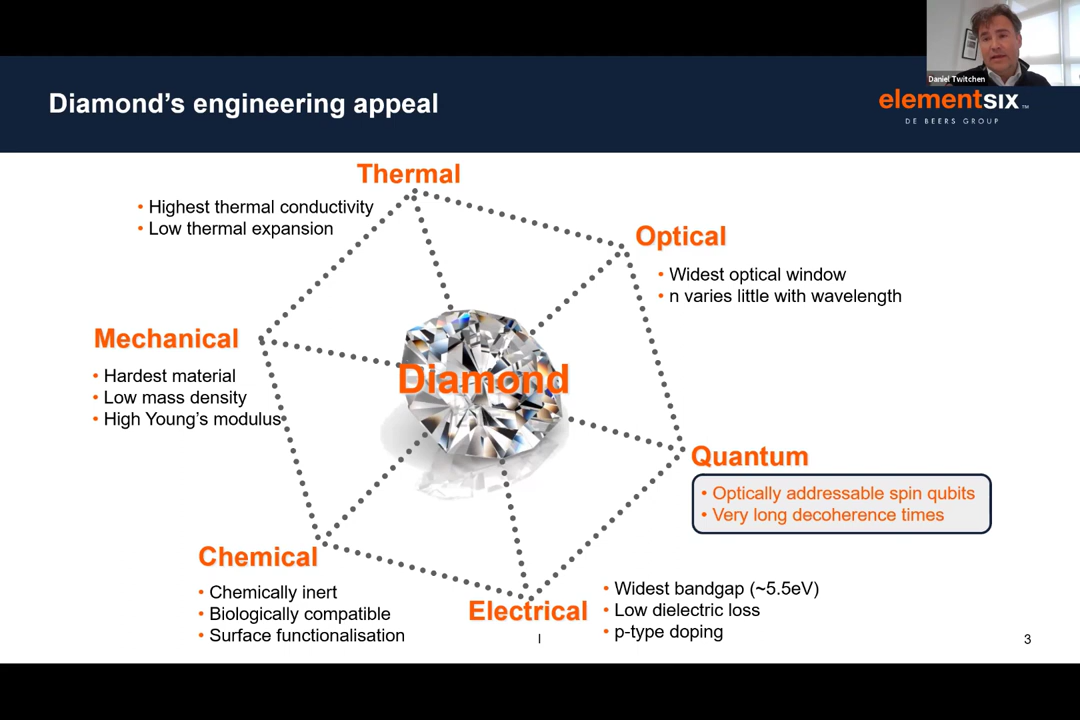 Daniel Twitchen
Diamond's engineering appeal
elementsix™
DE BEERS GROUP
Thermal
• Highest thermal conductivity
• Low thermal expansion
Optical
• Widest optical window
• n varies little with wavelength
Mechanical
• Hardest material
• Low mass density
• High Young's modulus
Diamond
Quantum
• Optically addressable spin qubits
• Very long decoherence times
Chemical
• Chemically inert
• Biologically compatible
• Surface functionalisation
Electrical
• Widest bandgap (~5.5eV)
• Low dielectric loss
• p-type doping
I
3